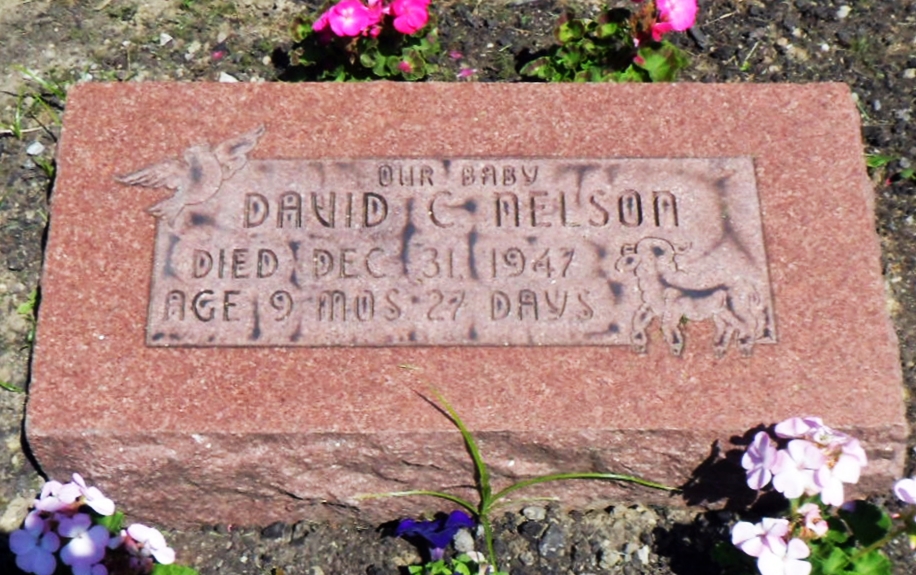 OUR BABY
DAVID C NELSON
DIED DEC 31, 1947
AGE 9 MOS 27 DAYS